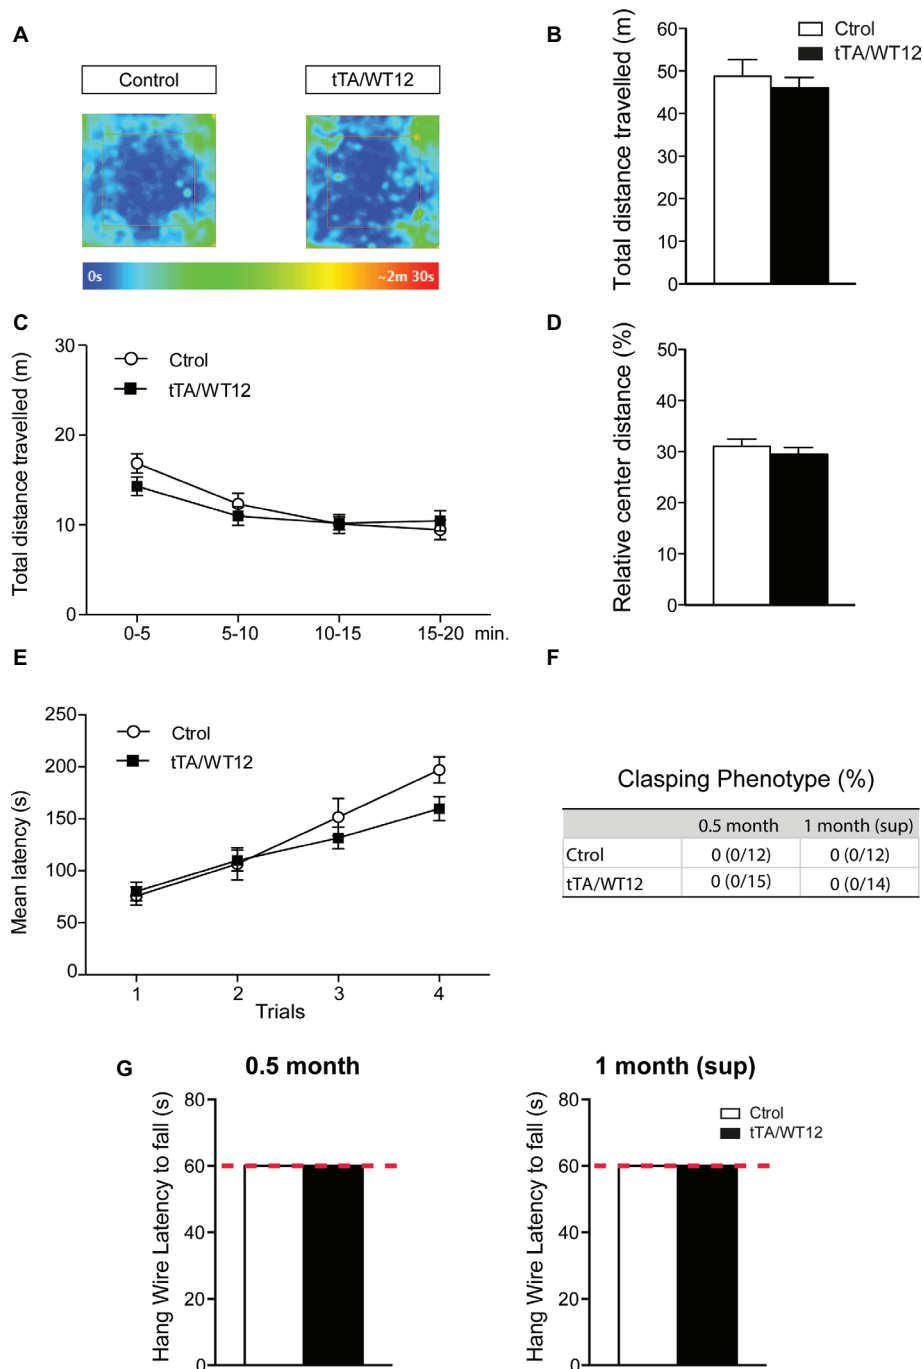 A
Control
tTA/WT12
0s
~2m 30s
B
Total distance travelled (m)
Ctrol
tTA/WT12
60
50
40
30
20
10
0
C
Total distance travelled (m)
Ctrol
tTA/WT12
30
20
10
0
0-5
5-10
10-15
15-20
min.
D
Relative center distance (%)
50
40
30
20
10
0
E
Mean latency (s)
Ctrol
tTA/WT12
250
200
150
100
50
0
1
2
3
4
Trials
F
Clasping Phenotype (%)
0.5 month 1 month (sup)
Ctrol 0 (0/12) 0 (0/12)
tTA/WT12 0 (0/15) 0 (0/14)
G
0.5 month
Hang Wire Latency to fall (s)
80
60
40
20
0
1 month (sup)
Hang Wire Latency to fall (s)
80
60
40
20
0
Ctrol
tTA/WT12